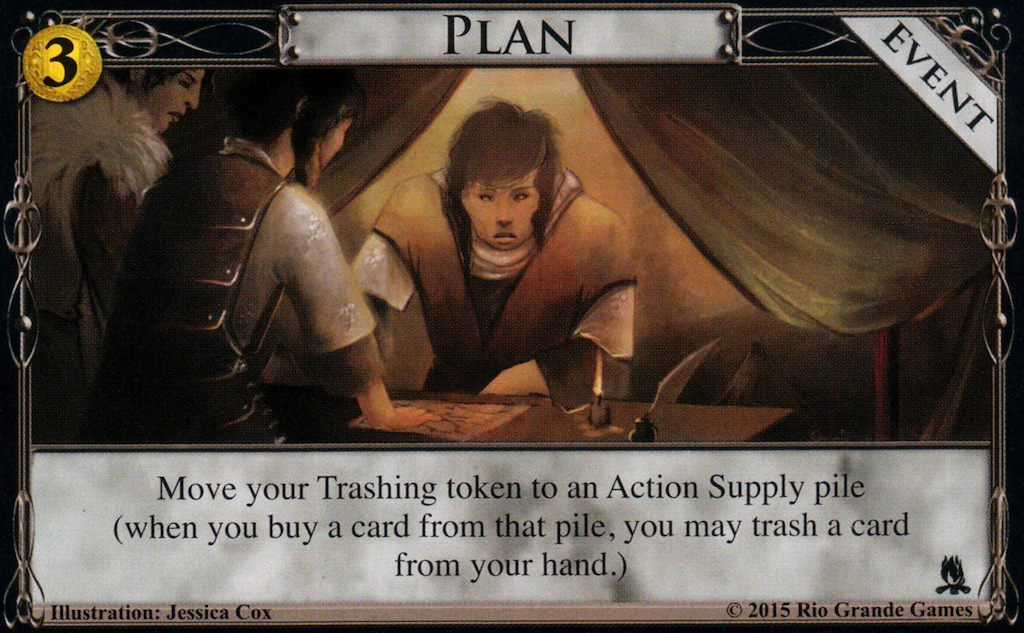 3
PLAN
EVENT
Move your Trashing token to an Action Supply pile
(when you buy a card from that pile, you may trash a card
from your hand.)
Illustration: Jessica Cox
© 2015 Rio Grande Games